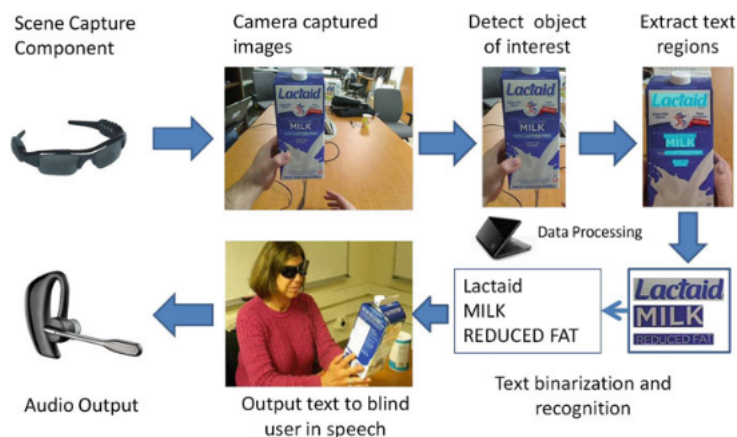 Scene Capture
Component
Camera captured
images
Detect object
of interest
Extract text
regions
Lactaid
MILK
Lactaid
MILK
Lactaid
MILK
Data Processing
Lactaid
MILK
REDUCED FAT
Lactaid
MILK
REDUCED FAT
Audio Output
Output text to blind
user in speech
Text binarization and
recognition